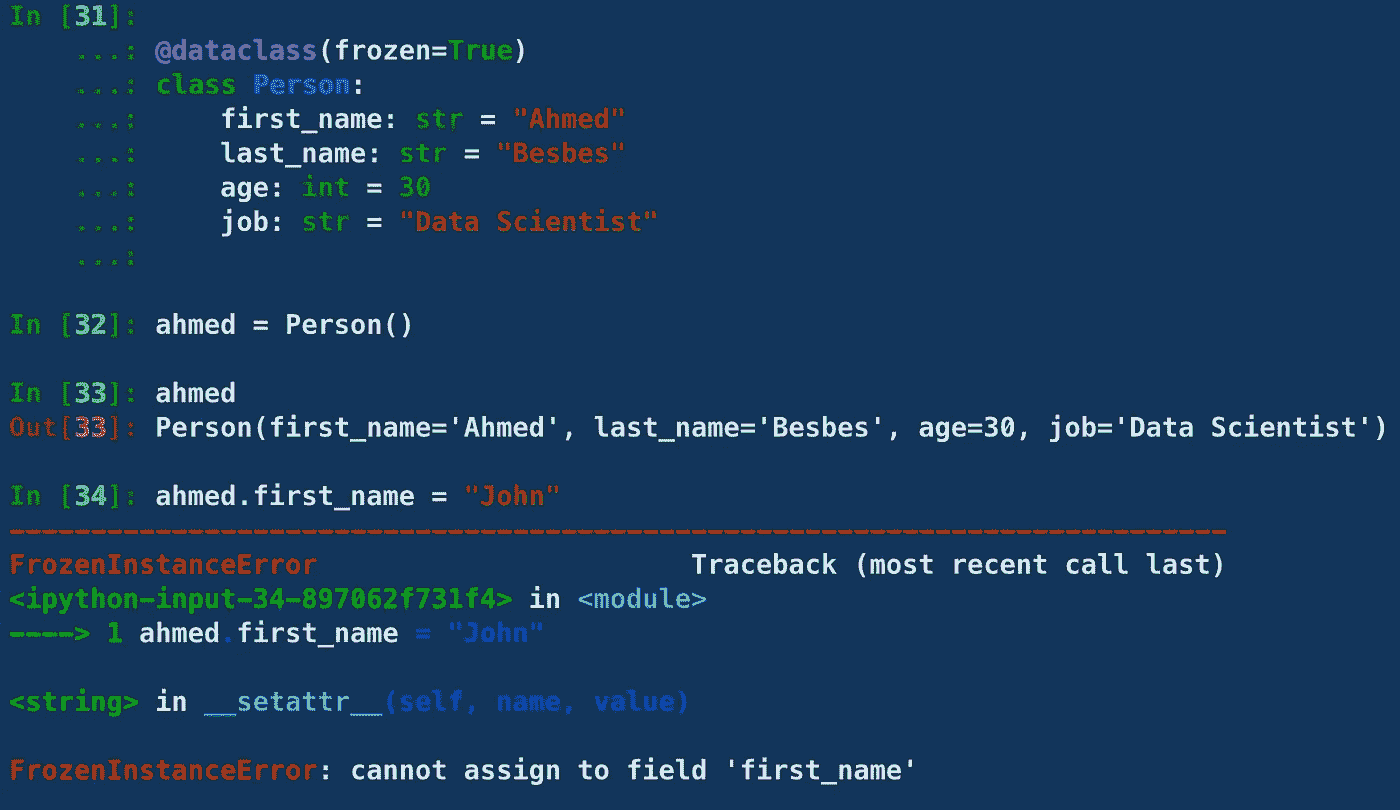 In [31]:
    ...: @dataclass(frozen=True)
    ...: class Person:
    ...:     first_name: str = "Ahmed"
    ...:     last_name: str = "Besbes"
    ...:     age: int = 30
    ...:     job: str = "Data Scientist"
    ...:
In [32]: ahmed = Person()
In [33]: ahmed
Out[33]: Person(first_name='Ahmed', last_name='Besbes', age=30, job='Data Scientist')
In [34]: ahmed.first_name = "John"
---------------------------------------------------------------------------
FrozenInstanceError                       Traceback (most recent call last)
<ipython-input-34-897062f731f4> in <module>
----> 1 ahmed.first_name = "John"
<string> in __setattr__(self, name, value)
FrozenInstanceError: cannot assign to field 'first_name'